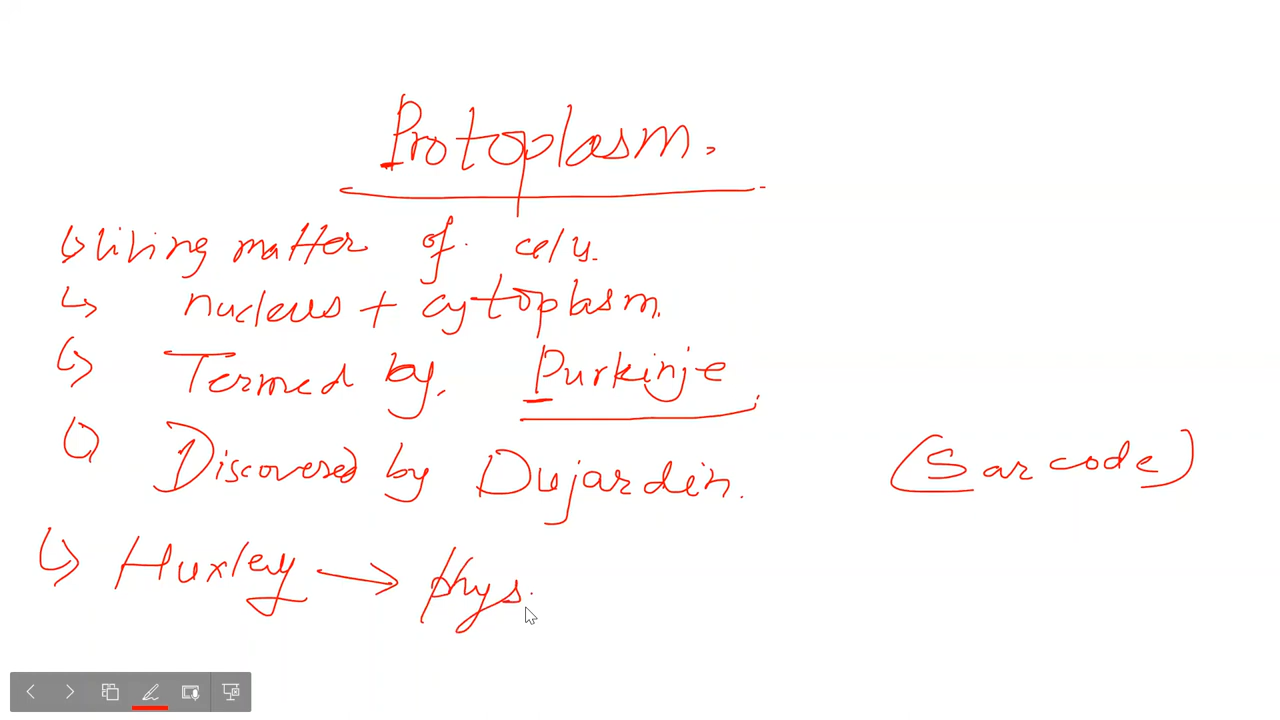 Protoplasm.
Living matter of cells.
nucleus + cytoplasm.
Termed by Purkinje
Discovered by Dujardin. (Sarcode)
Huxley → phys.